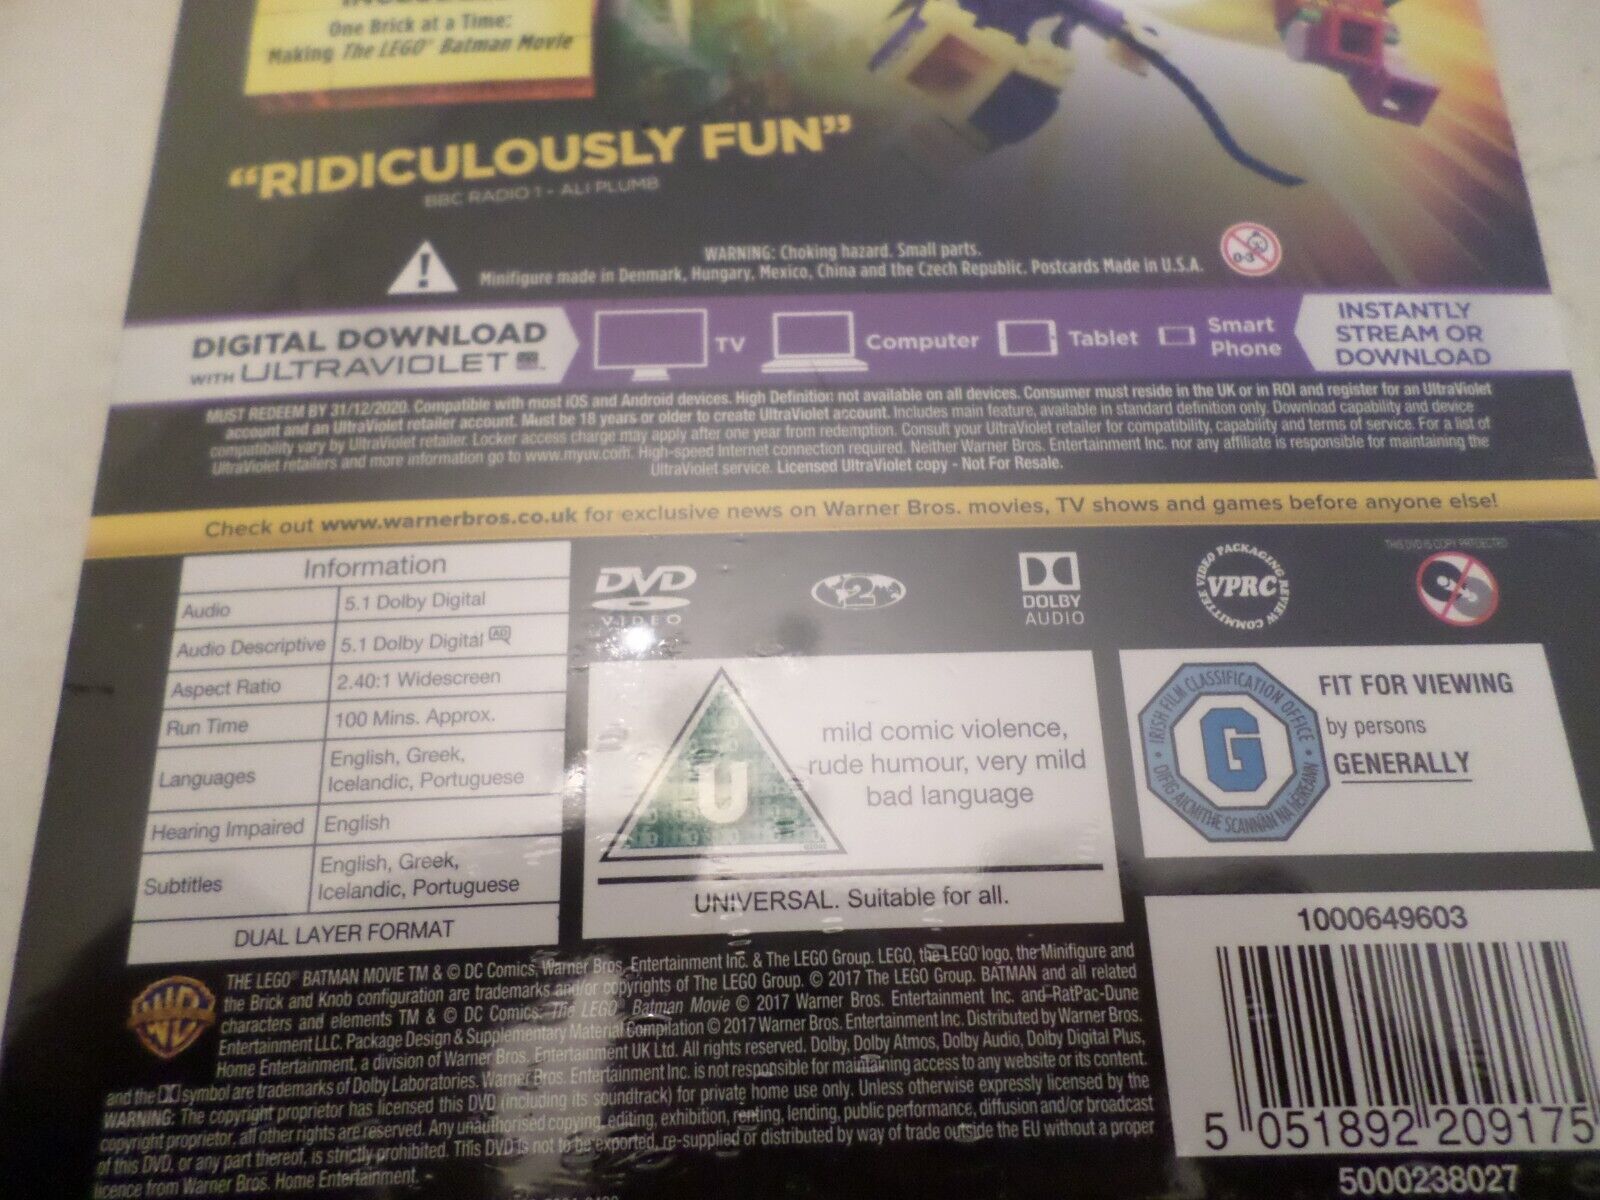 One Brick at a Time:
Making The LEGO® Batman Movie
“RIDICULOUSLY FUN”
BBC RADIO 1 - ALI PLUMB
WARNING: Choking hazard. Small parts.
Minifigure made in Denmark, Hungary, Mexico, China and the Czech Republic. Postcards Made in U.S.A.
0-3
DIGITAL DOWNLOAD
WITH ULTRAVIOLET
TV
Computer
Tablet
Smart
Phone
INSTANTLY
STREAM OR
DOWNLOAD
MUST REDEEM BY 31/12/2020. Compatible with most iOS and Android devices. High Definition not available on all devices. Consumer must reside in the UK or in ROI and register for an UltraViolet
account and an UltraViolet retailer account. Must be 18 years or older to create UltraViolet account. Includes main feature, available in standard definition only. Download capability and device
compatibility vary by UltraViolet retailer. Locker access charge may apply after one year from redemption. Consult your UltraViolet retailer for compatibility, capability and terms of service. For a list of
UltraViolet retailers and more information go to www.myuv.com. High-speed Internet connection required. Neither Warner Bros. Entertainment Inc. nor any affiliate is responsible for maintaining the
UltraViolet service. Licensed UltraViolet copy - Not For Resale.
Check out www.warnerbros.co.uk for exclusive news on Warner Bros. movies, TV shows and games before anyone else!
Information
Audio 5.1 Dolby Digital
Audio Descriptive 5.1 Dolby Digital AD
Aspect Ratio 2.40:1 Widescreen
Run Time 100 Mins. Approx.
Languages English, Greek,
Icelandic, Portuguese
Hearing Impaired English
Subtitles English, Greek,
Icelandic, Portuguese
DUAL LAYER FORMAT
DVD
VIDEO
2
DOLBY
AUDIO
VIDEO PACKAGING REVIEW COMMITTEE
VPRC
THIS DVD IS COPY PROTECTED
U
mild comic violence,
rude humour, very mild
bad language
UNIVERSAL. Suitable for all.
IRISH FILM CLASSIFICATION OFFICE
G
OIFIG AICMITHE SCANNÁN NA hÉIREANN
FIT FOR VIEWING
by persons
GENERALLY
1000649603
5 051892 209175
5000238027
WB
THE LEGO® BATMAN MOVIE TM & © DC Comics, Warner Bros. Entertainment Inc. & The LEGO Group. LEGO, the LEGO logo, the Minifigure and
the Brick and Knob configuration are trademarks and/or copyrights of The LEGO Group. © 2017 The LEGO Group. BATMAN and all related
characters and elements TM & © DC Comics. The LEGO® Batman Movie © 2017 Warner Bros. Entertainment Inc. and RatPac-Dune
Entertainment LLC. Package Design & Supplementary Material Compilation © 2017 Warner Bros. Entertainment Inc. Distributed by Warner Bros.
Home Entertainment, a division of Warner Bros. Entertainment UK Ltd. All rights reserved. Dolby, Dolby Atmos, Dolby Audio, Dolby Digital Plus,
and the symbol are trademarks of Dolby Laboratories. Warner Bros. Entertainment Inc. is not responsible for maintaining access to any website or its content.
WARNING: The copyright proprietor has licensed this DVD (including its soundtrack) for private home use only. Unless otherwise expressly licensed by the
copyright proprietor, all other rights are reserved. Any unauthorised copying, editing, exhibition, renting, lending, public performance, diffusion and/or broadcast
of this DVD, or any part thereof, is strictly prohibited. This DVD is not to be exported, re-supplied or distributed by way of trade outside the EU without a proper
licence from Warner Bros. Home Entertainment.